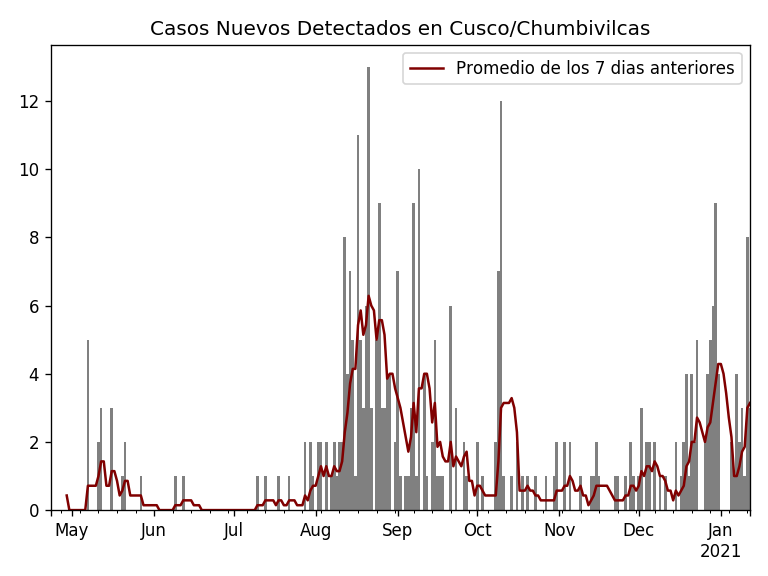 Casos Nuevos Detectados en Cusco/Chumbivilcas
Promedio de los 7 dias anteriores
12
10
8
6
4
2
0
May Jun Jul Aug Sep Oct Nov Dec Jan
2021